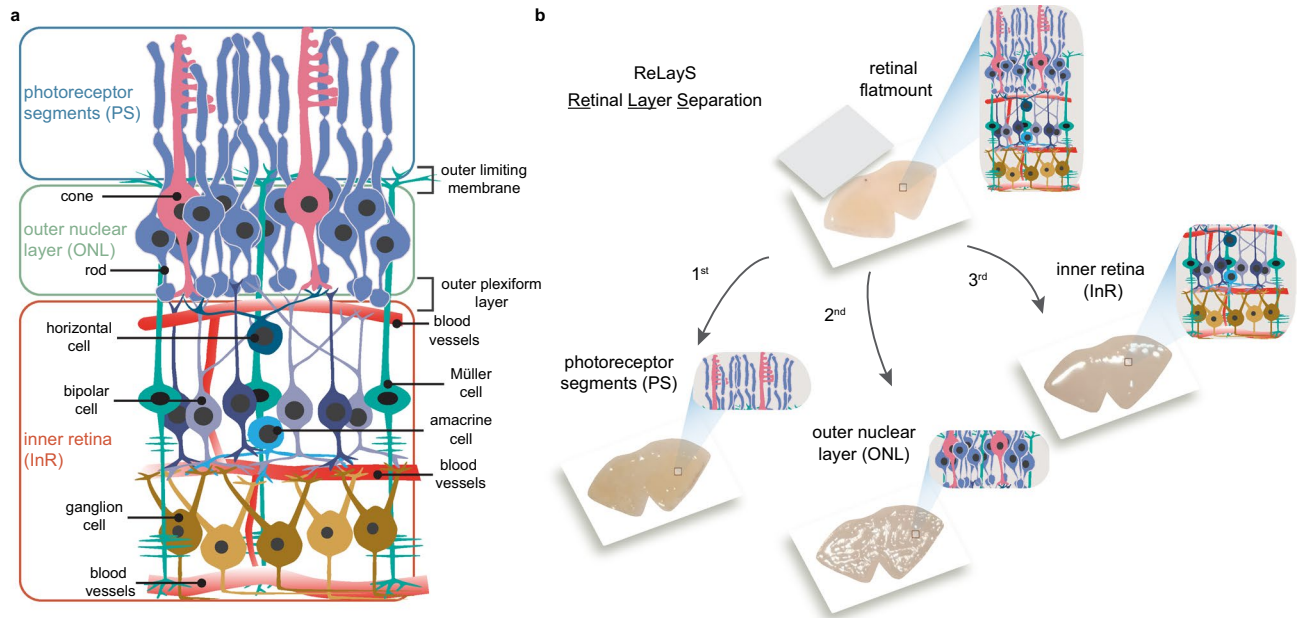 a
photoreceptor
segments (PS)
outer limiting
membrane
cone
outer nuclear
layer (ONL)
rod
outer plexiform
layer
blood
vessels
horizontal
cell
Müller
cell
bipolar
cell
amacrine
cell
inner retina
(InR)
blood
vessels
ganglion
cell
blood
vessels
b
ReLayS
Retinal Layer Separation
retinal
flatmount
1st
2nd
3rd
inner retina
(InR)
photoreceptor
segments (PS)
outer nuclear
layer (ONL)